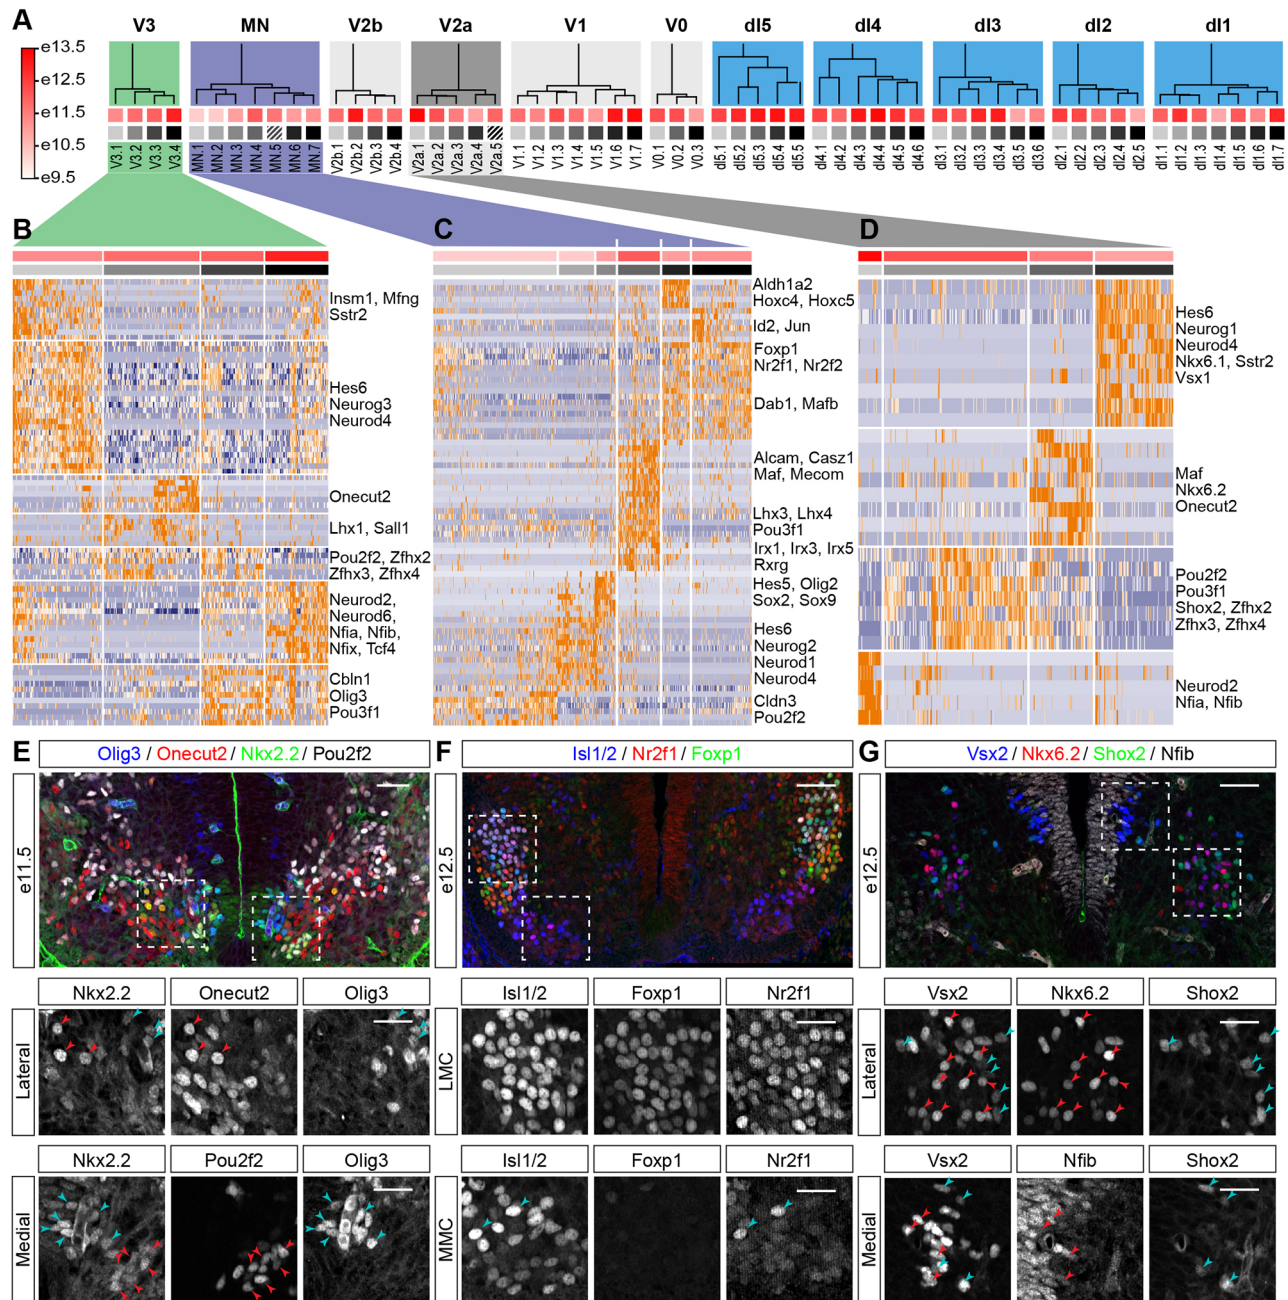 A
V3 MN V2b V2a V1 V0 dI5 dI4 dI3 dI2 dI1
e13.5
e12.5
e11.5
e10.5
e9.5
V3.1 V3.2 V3.3 V3.4 MN.1 MN.2 MN.3 MN.4 MN.5 MN.6 MN.7 V2b.1 V2b.2 V2b.3 V2b.4 V2a.1 V2a.2 V2a.3 V2a.4 V2a.5 V1.1 V1.2 V1.3 V1.4 V1.5 V1.6 V1.7 V0.1 V0.2 V0.3 dI5.1 dI5.2 dI5.3 dI5.4 dI5.5 dI4.1 dI4.2 dI4.3 dI4.4 dI4.5 dI4.6 dI3.1 dI3.2 dI3.3 dI3.4 dI3.5 dI3.6 dI2.1 dI2.2 dI2.3 dI2.4 dI2.5 dI1.1 dI1.2 dI1.3 dI1.4 dI1.5 dI1.6 dI1.7
B
Insm1, Mfng
Sstr2
Hes6
Neurog3
Neurod4
Onecut2
Lhx1, Sall1
Pou2f2, Zfhx2
Zfhx3, Zfhx4
Neurod2,
Neurod6,
Nfia, Nfib,
Nfix, Tcf4
Cbln1
Olig3
Pou3f1
C
Aldh1a2
Hoxc4, Hoxc5
Id2, Jun
Foxp1
Nr2f1, Nr2f2
Dab1, Mafb
Alcam, Casz1
Maf, Mecom
Lhx3, Lhx4
Pou3f1
Irx1, Irx3, Irx5
Rxrg
Hes5, Olig2
Sox2, Sox9
Hes6
Neurog2
Neurod1
Neurod4
Cldn3
Pou2f2
D
Hes6
Neurog1
Neurod4
Nkx6.1, Sstr2
Vsx1
Maf
Nkx6.2
Onecut2
Pou2f2
Pou3f1
Shox2, Zfhx2
Zfhx3, Zfhx4
Neurod2
Nfia, Nfib
E
Olig3 / Onecut2 / Nkx2.2 / Pou2f2
e11.5
Nkx2.2 Onecut2 Olig3
Lateral
Nkx2.2 Pou2f2 Olig3
Medial
F
Isl1/2 / Nr2f1 / Foxp1
e12.5
Isl1/2 Foxp1 Nr2f1
LMC
Isl1/2 Foxp1 Nr2f1
MMC
G
Vsx2 / Nkx6.2 / Shox2 / Nfib
e12.5
Vsx2 Nkx6.2 Shox2
Lateral
Vsx2 Nfib Shox2
Medial